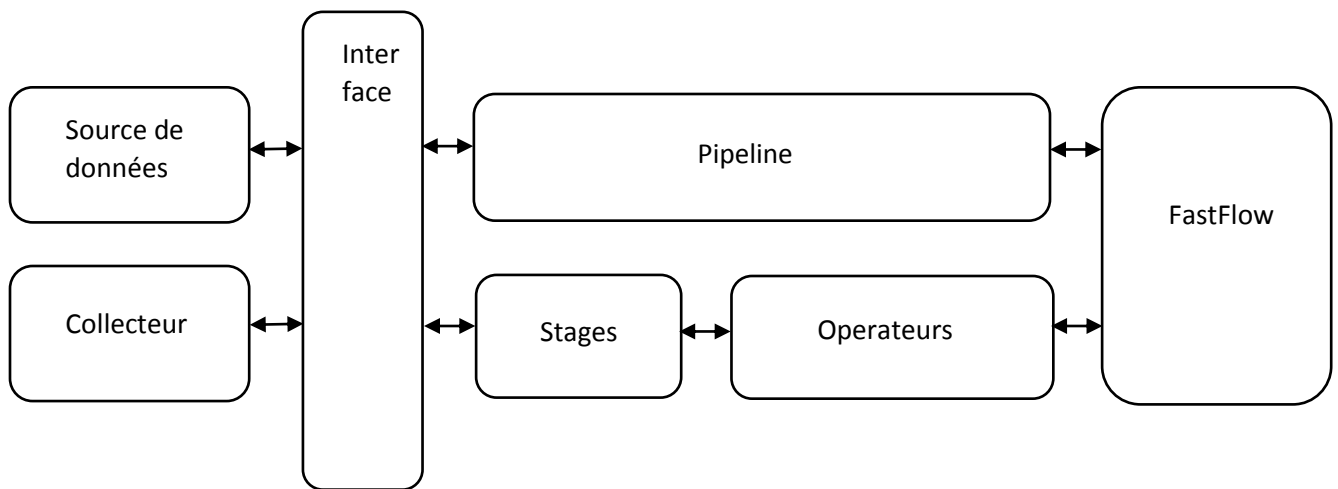 Inter
face
Source de
données
Pipeline
FastFlow
Collecteur
Stages
Operateurs